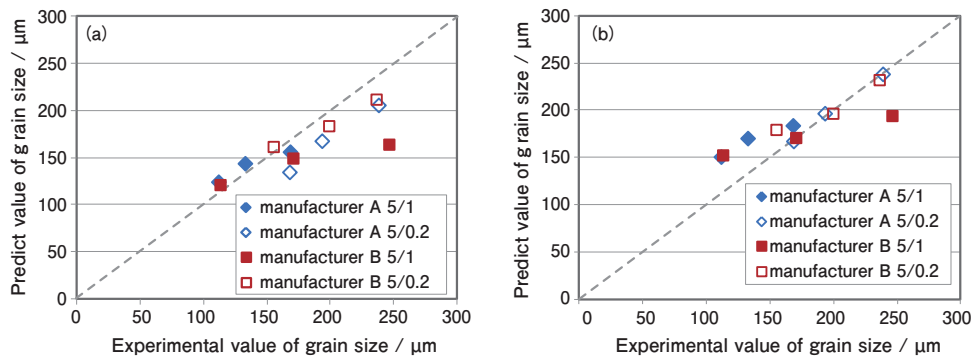 (a)
Predict value of grain size / μm
300
250
200
150
100
50
0
manufacturer A 5/1
manufacturer A 5/0.2
manufacturer B 5/1
manufacturer B 5/0.2
0 50 100 150 200 250 300
Experimental value of grain size / μm
(b)
Predict value of grain size / μm
300
250
200
150
100
50
0
manufacturer A 5/1
manufacturer A 5/0.2
manufacturer B 5/1
manufacturer B 5/0.2
0 50 100 150 200 250 300
Experimental value of grain size / μm